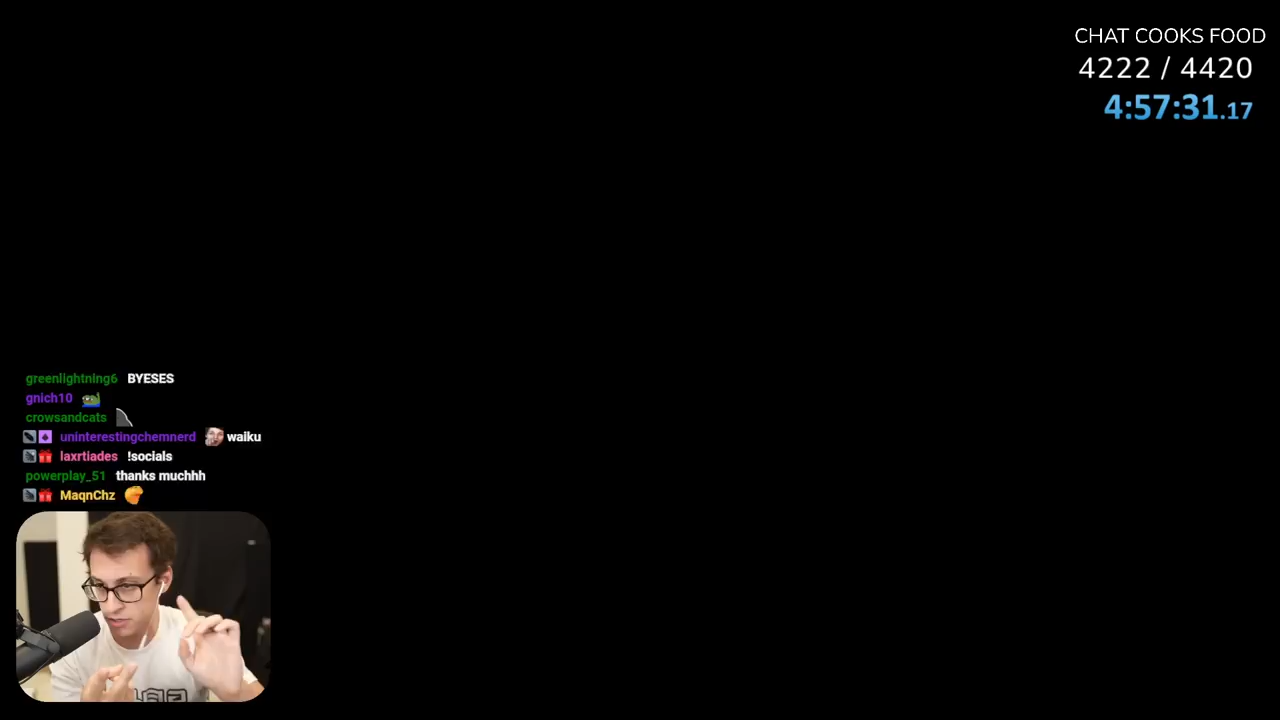 CHAT COOKS FOOD
4222 / 4420
4:57:31.17
greenlightning6 BYESES
gnich10
crowsandcats
uninterestingchemnerd waiku
laxrtiades !socials
powerplay_51 thanks muchhh
MaqnChz